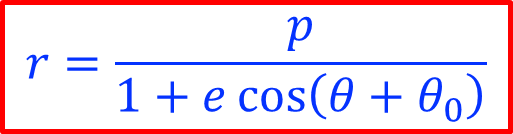 r = p / (1 + e cos(θ + θ₀))